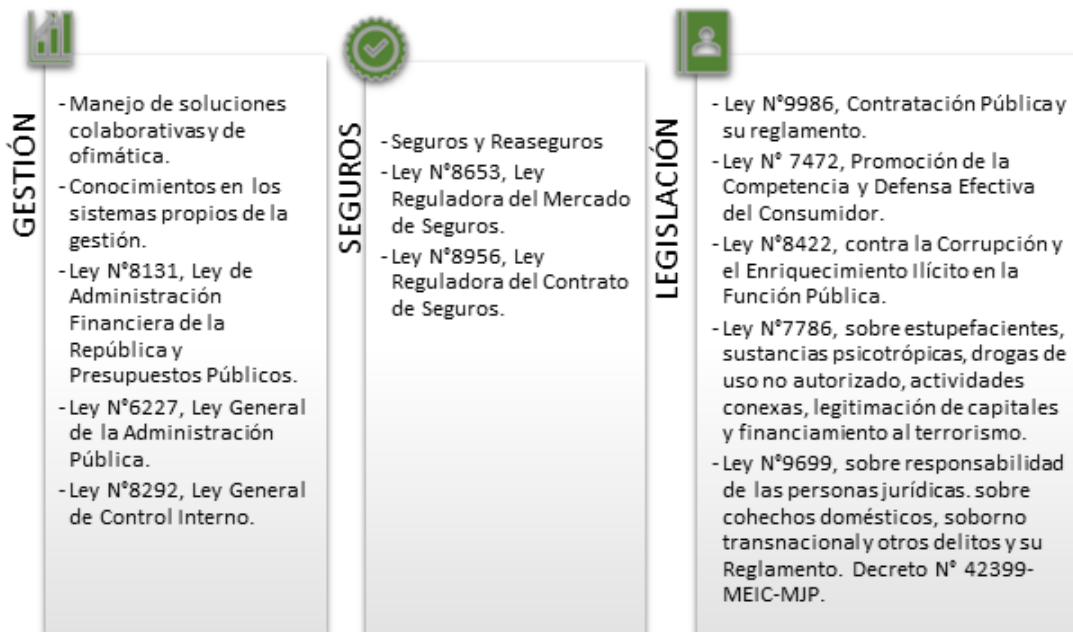 GESTIÓN
- Manejo de soluciones
colaborativas y de
ofimática.
- Conocimientos en los
sistemas propios de la
gestión.
- Ley N°8131, Ley de
Administración
Financiera de la
República y
Presupuestos Públicos.
- Ley N°6227, Ley General
de la Administración
Pública.
- Ley N°8292, Ley General
de Control Interno.
SEGUROS
- Seguros y Reaseguros
- Ley N°8653, Ley
Reguladora del Mercado
de Seguros.
- Ley N°8956, Ley
Reguladora del Contrato
de Seguros.
LEGISLACIÓN
- Ley N°9986, Contratación Pública y
su reglamento.
- Ley N° 7472, Promoción de la
Competencia y Defensa Efectiva
del Consumidor.
- Ley N°8422, contra la Corrupción y
el Enriquecimiento Ilícito en la
Función Pública.
- Ley N°7786, sobre estupefacientes,
sustancias psicotrópicas, drogas de
uso no autorizado, actividades
conexas, legitimación de capitales
y financiamiento al terrorismo.
- Ley N°9699, sobre responsabilidad
de las personas jurídicas. sobre
cohechos domésticos, soborno
transnacional y otros delitos y su
Reglamento. Decreto N° 42399-
MEIC-MJP.